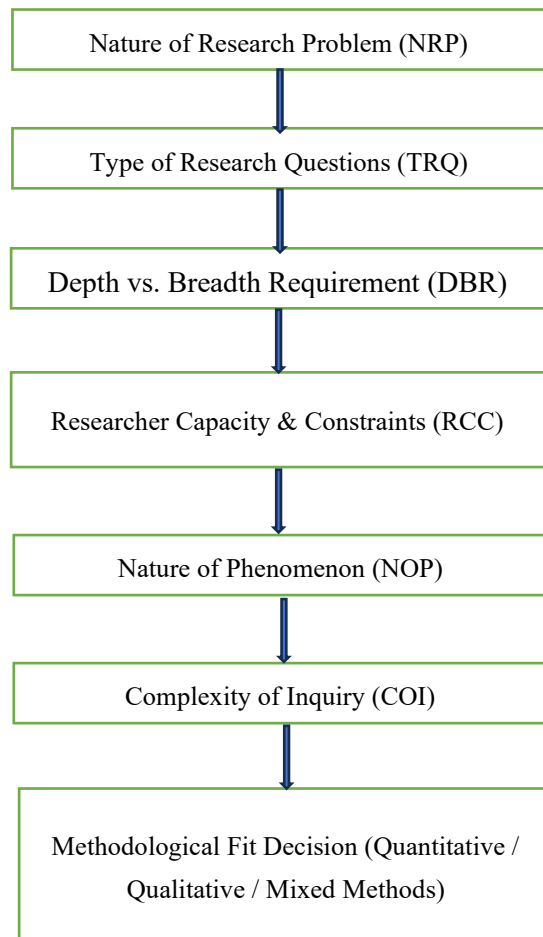 Nature of Research Problem (NRP)
Type of Research Questions (TRQ)
Depth vs. Breadth Requirement (DBR)
Researcher Capacity & Constraints (RCC)
Nature of Phenomenon (NOP)
Complexity of Inquiry (COI)
Methodological Fit Decision (Quantitative /
Qualitative / Mixed Methods)